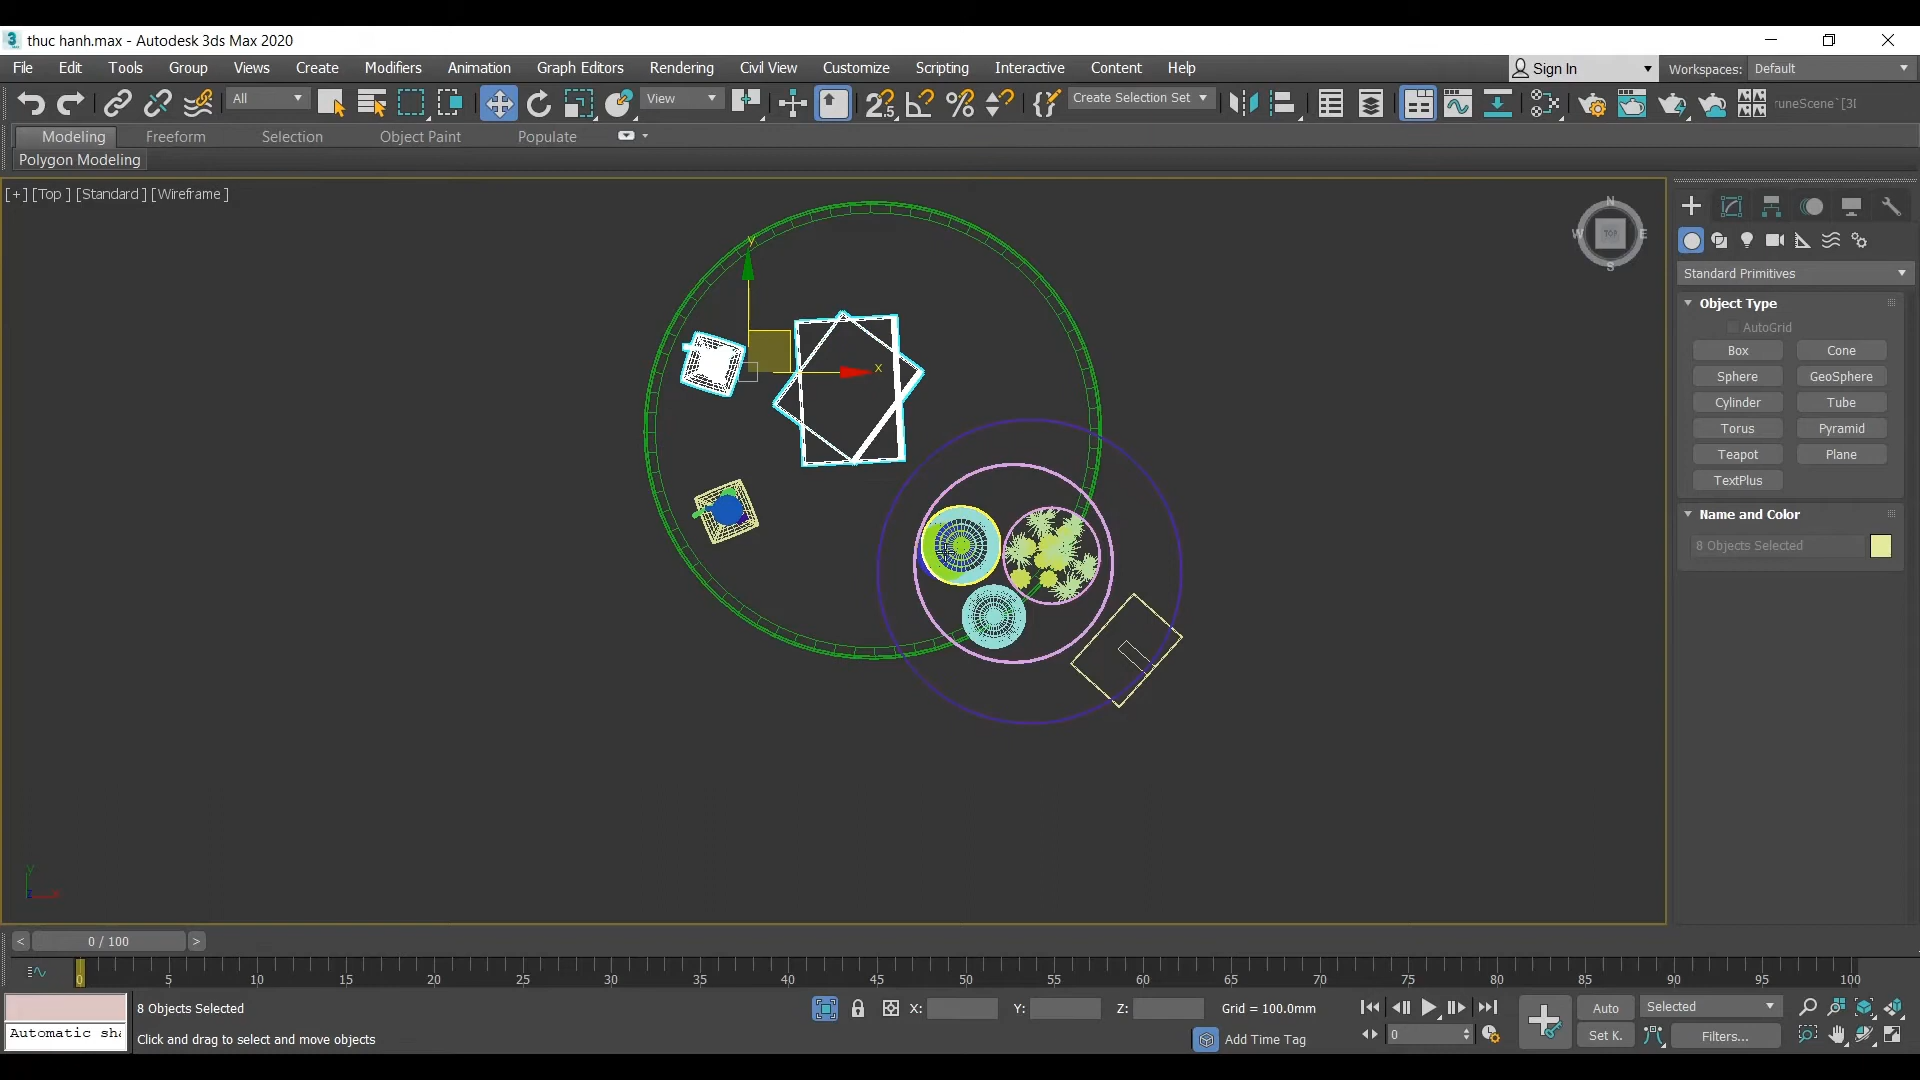 thuc hanh.max - Autodesk 3ds Max 2020
File Edit Tools Group Views Create Modifiers Animation Graph Editors Rendering Civil View Customize Scripting Interactive Content Help Sign In Workspaces: Default
All View Create Selection Set
Modeling Freeform Selection Object Paint Populate
Polygon Modeling
[+] [Top ] [Standard ] [Wireframe ]
N
W TOP E
S
y
x
Standard Primitives
Object Type
AutoGrid
Box Cone
Sphere GeoSphere
Cylinder Tube
Torus Pyramid
Teapot Plane
TextPlus
Name and Color
8 Objects Selected
< 0 / 100 >
0 5 10 15 20 25 30 35 40 45 50 55 60 65 70 75 80 85 90 95 100
8 Objects Selected X: Y: Z: Grid = 100.0mm Auto Selected
Automatic sha Click and drag to select and move objects Add Time Tag 0 Set K. Filters...